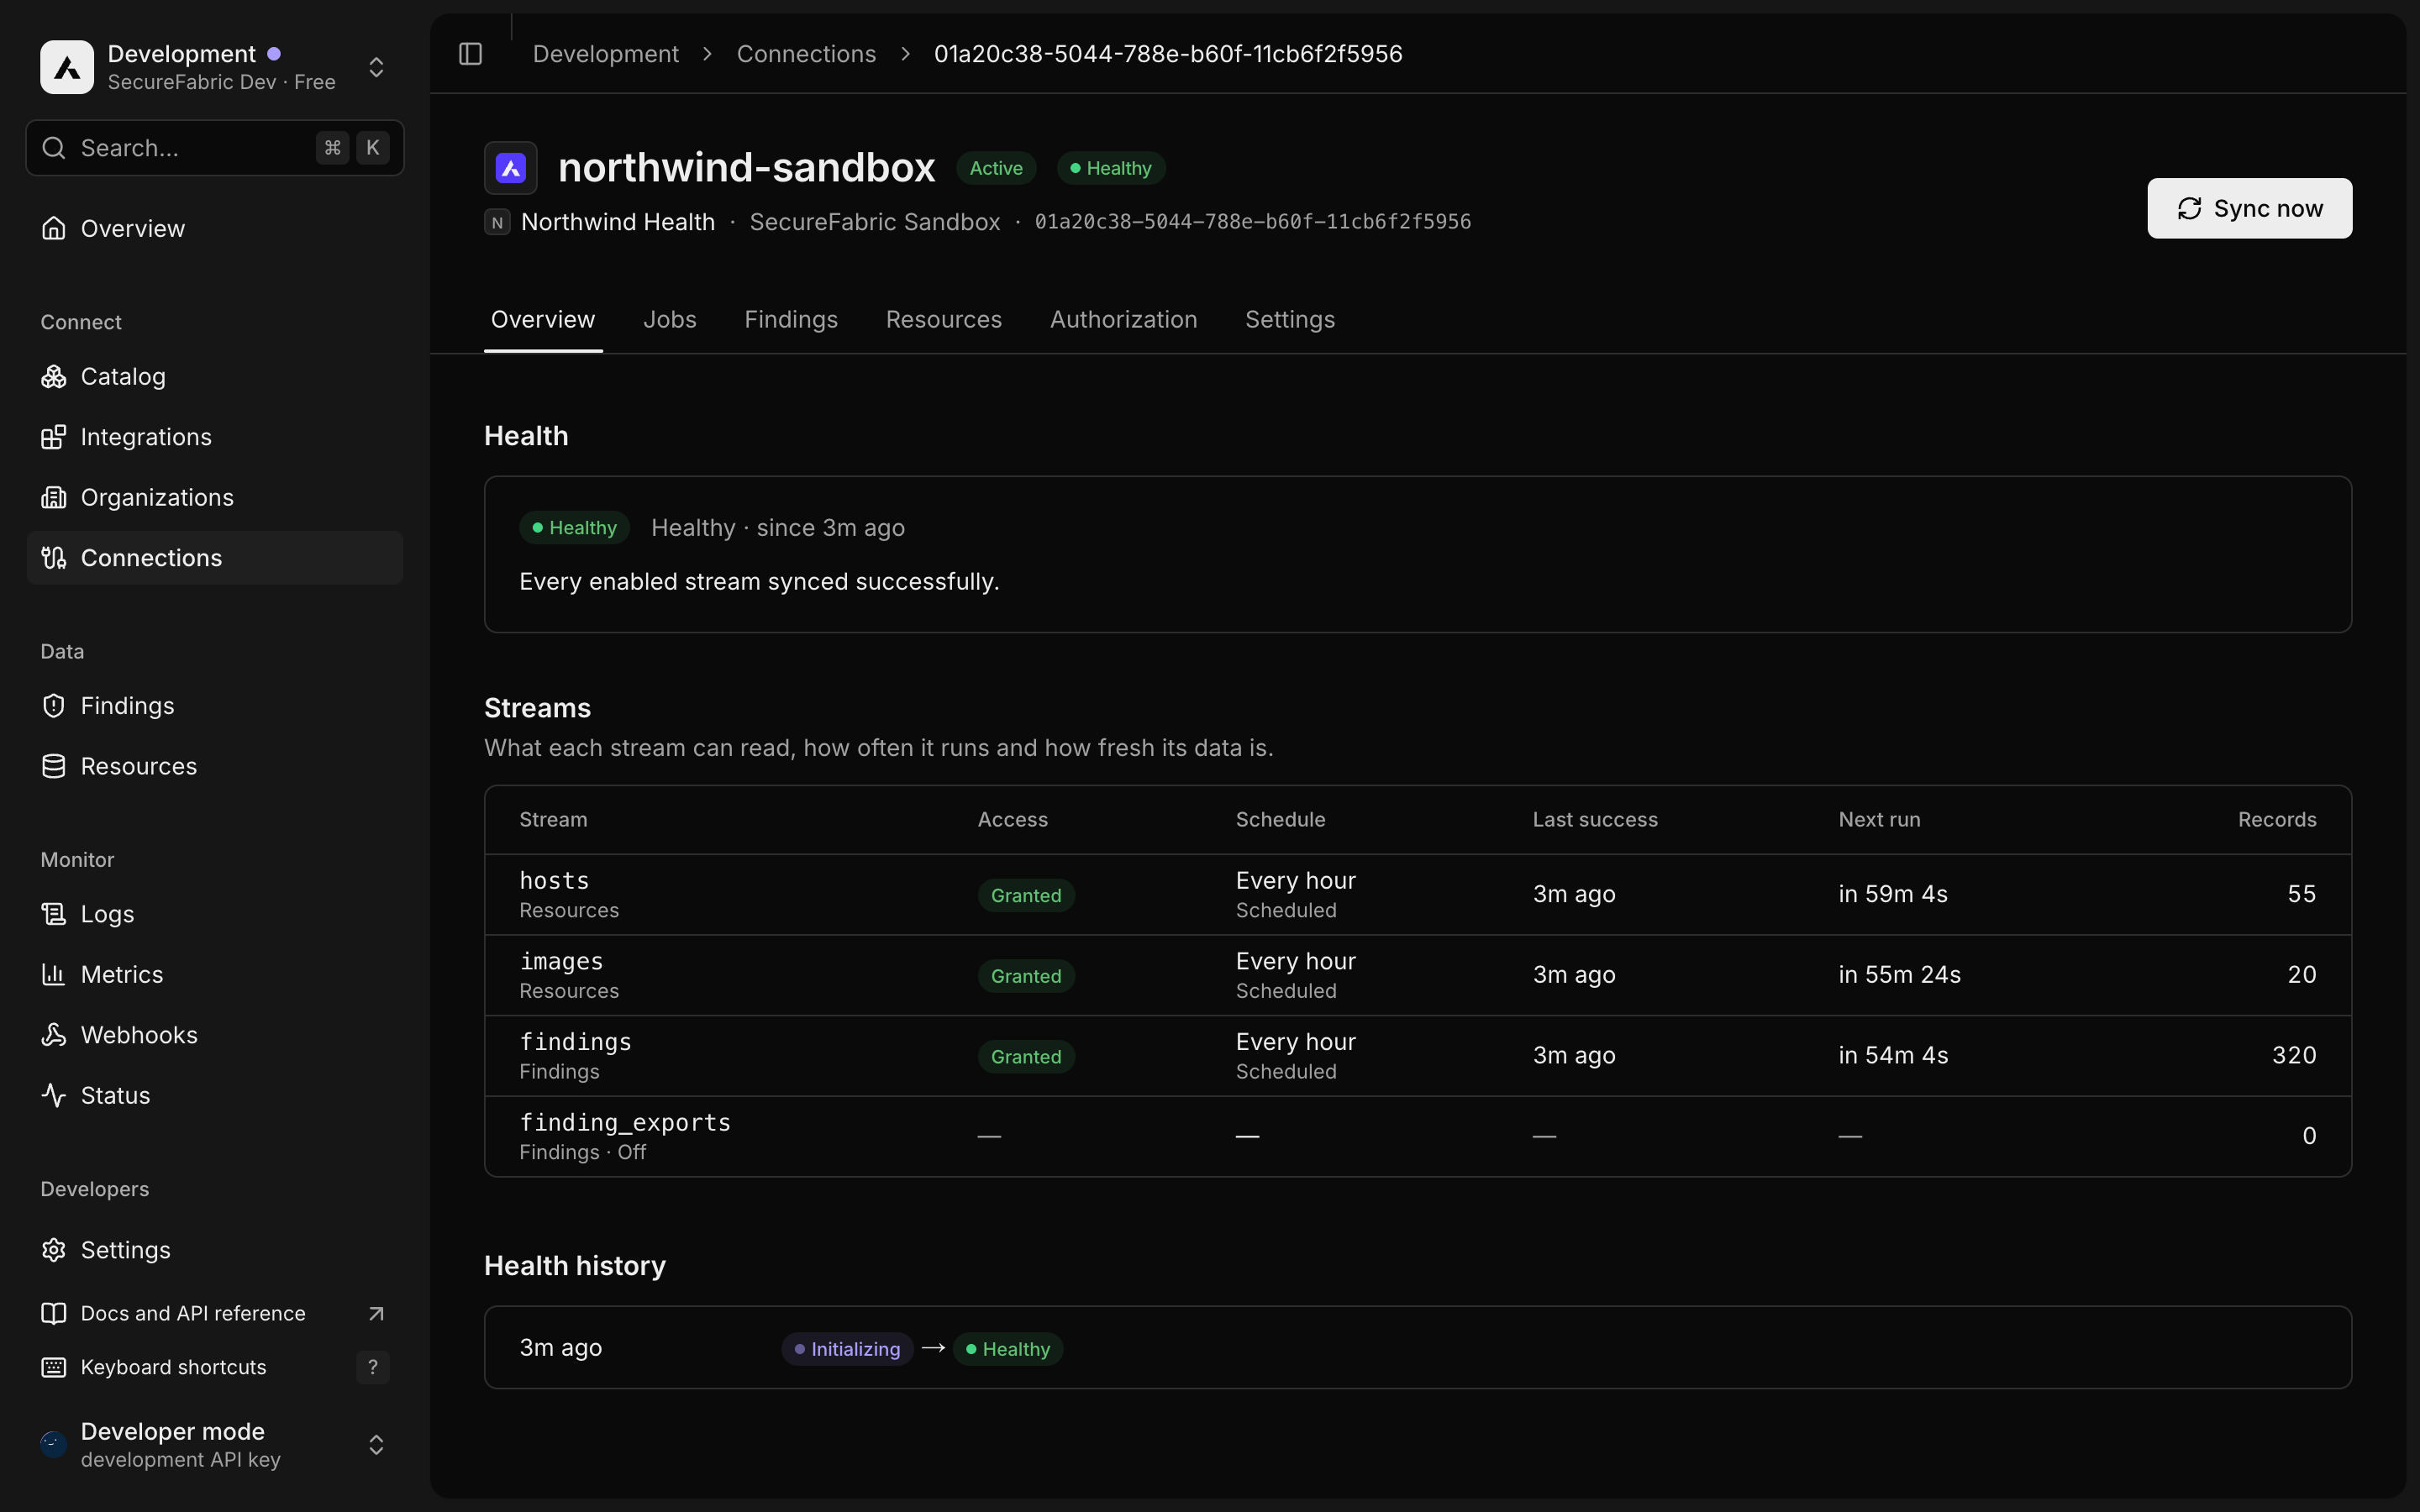 Development
SecureFabric Dev · Free
Search...
⌘ K
Overview
Connect
Catalog
Integrations
Organizations
Connections
Data
Findings
Resources
Monitor
Logs
Metrics
Webhooks
Status
Developers
Settings
Docs and API reference
Keyboard shortcuts ?
Developer mode
development API key
Development > Connections > 01a20c38-5044-788e-b60f-11cb6f2f5956
northwind-sandbox Active Healthy
N Northwind Health · SecureFabric Sandbox · 01a20c38-5044-788e-b60f-11cb6f2f5956
Sync now
Overview Jobs Findings Resources Authorization Settings
Health
Healthy Healthy · since 3m ago
Every enabled stream synced successfully.
Streams
What each stream can read, how often it runs and how fresh its data is.
Stream Access Schedule Last success Next run Records
hosts Granted Every hour 3m ago in 59m 4s 55
Resources Scheduled
images Granted Every hour 3m ago in 55m 24s 20
Resources Scheduled
findings Granted Every hour 3m ago in 54m 4s 320
Findings Scheduled
finding_exports — — — — 0
Findings · Off
Health history
3m ago Initializing → Healthy